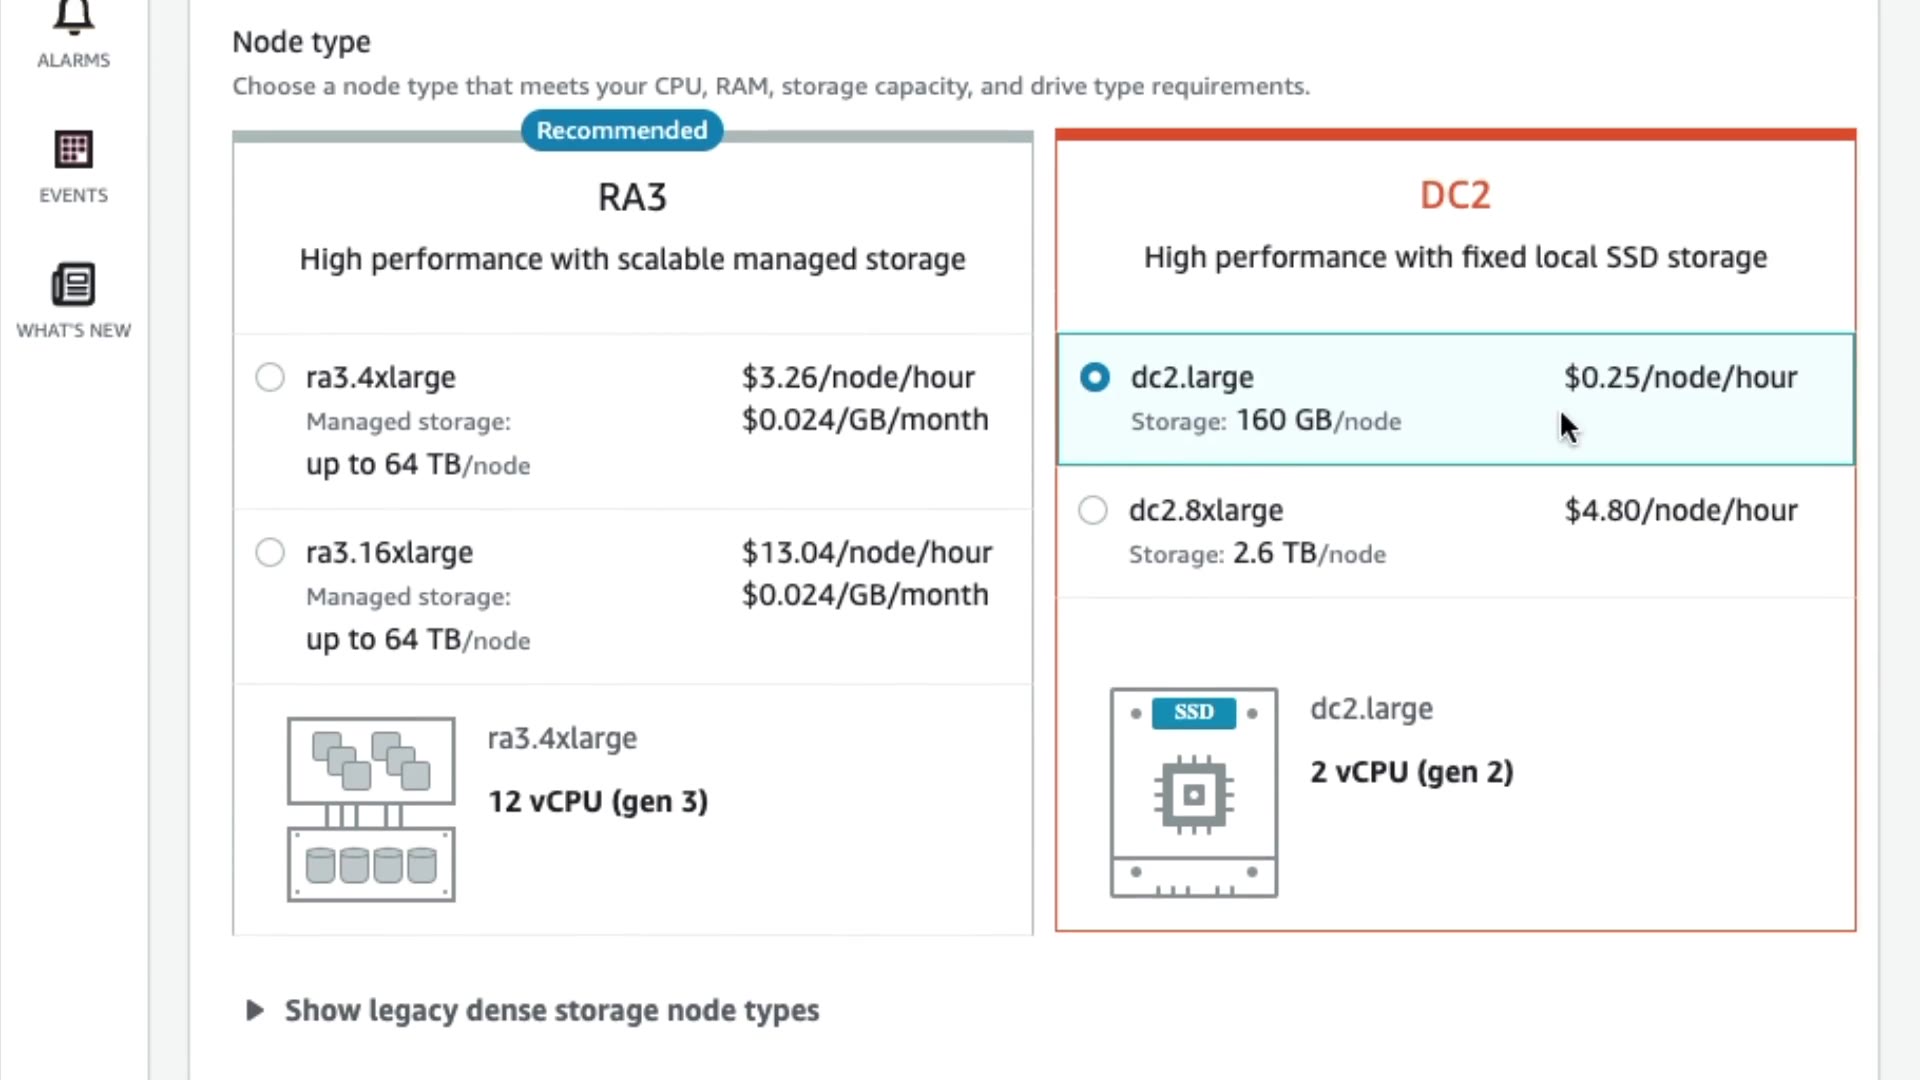 ALARMS
EVENTS
WHAT'S NEW
Node type
Choose a node type that meets your CPU, RAM, storage capacity, and drive type requirements.
Recommended
RA3
High performance with scalable managed storage
ra3.4xlarge $3.26/node/hour
Managed storage: $0.024/GB/month
up to 64 TB/node
ra3.16xlarge $13.04/node/hour
Managed storage: $0.024/GB/month
up to 64 TB/node
ra3.4xlarge
12 vCPU (gen 3)
DC2
High performance with fixed local SSD storage
dc2.large $0.25/node/hour
Storage: 160 GB/node
dc2.8xlarge $4.80/node/hour
Storage: 2.6 TB/node
SSD
dc2.large
2 vCPU (gen 2)
Show legacy dense storage node types